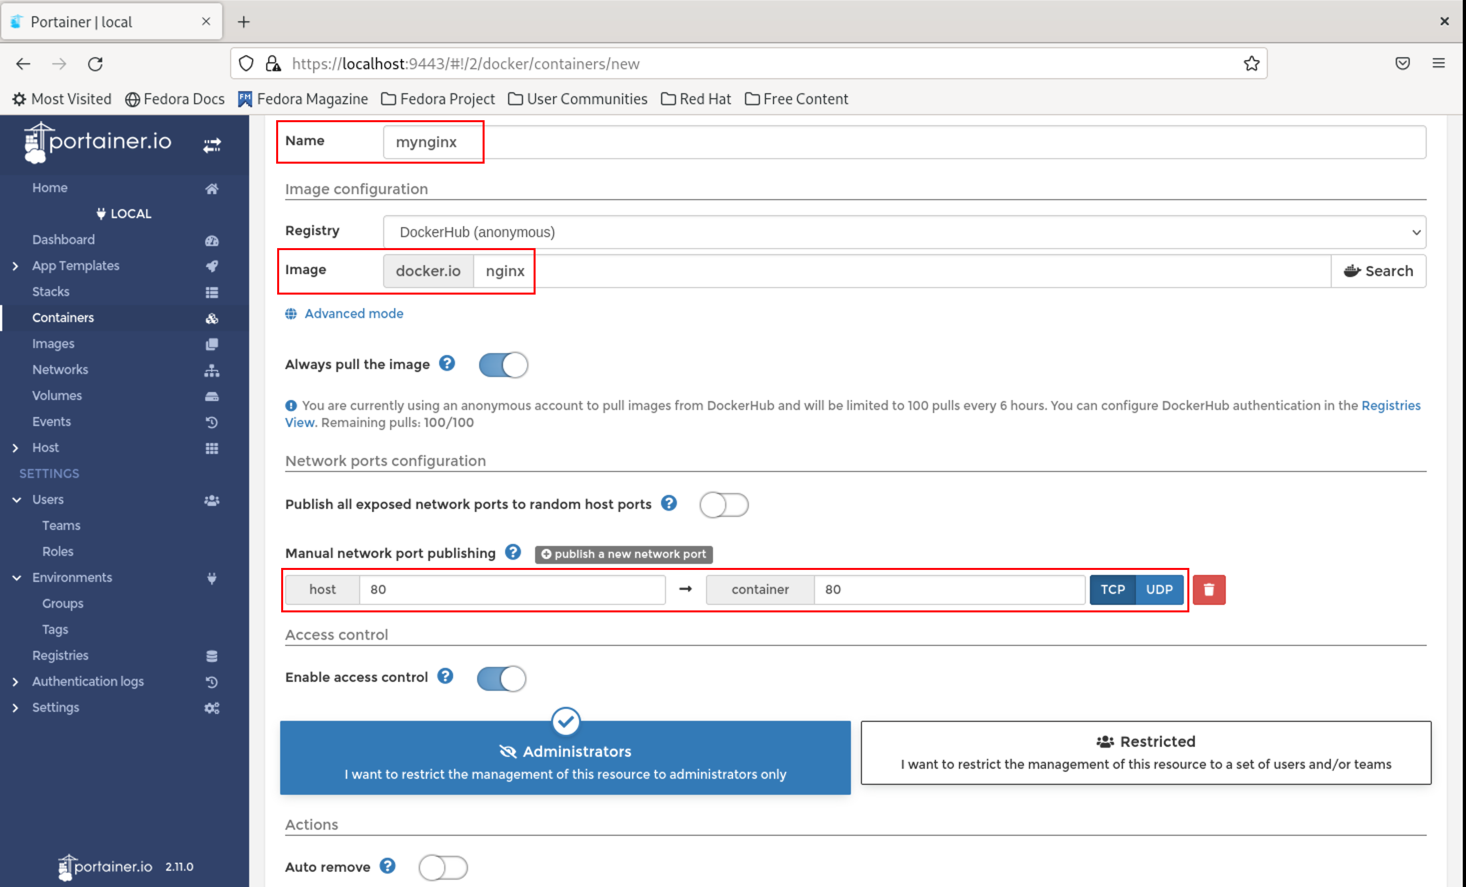 Portainer | local
https://localhost:9443/#!/2/docker/containers/new
Most Visited Fedora Docs Fedora Magazine Fedora Project User Communities Red Hat Free Content
portainer.io
Home
LOCAL
Dashboard
App Templates
Stacks
Containers
Images
Networks
Volumes
Events
Host
SETTINGS
Users
Teams
Roles
Environments
Groups
Tags
Registries
Authentication logs
Settings
portainer.io 2.11.0
Name mynginx
Image configuration
Registry DockerHub (anonymous)
Image docker.io nginx Search
Advanced mode
Always pull the image
You are currently using an anonymous account to pull images from DockerHub and will be limited to 100 pulls every 6 hours. You can configure DockerHub authentication in the Registries
View. Remaining pulls: 100/100
Network ports configuration
Publish all exposed network ports to random host ports
Manual network port publishing publish a new network port
host 80 → container 80 TCP UDP
Access control
Enable access control
Administrators
I want to restrict the management of this resource to administrators only
Restricted
I want to restrict the management of this resource to a set of users and/or teams
Actions
Auto remove